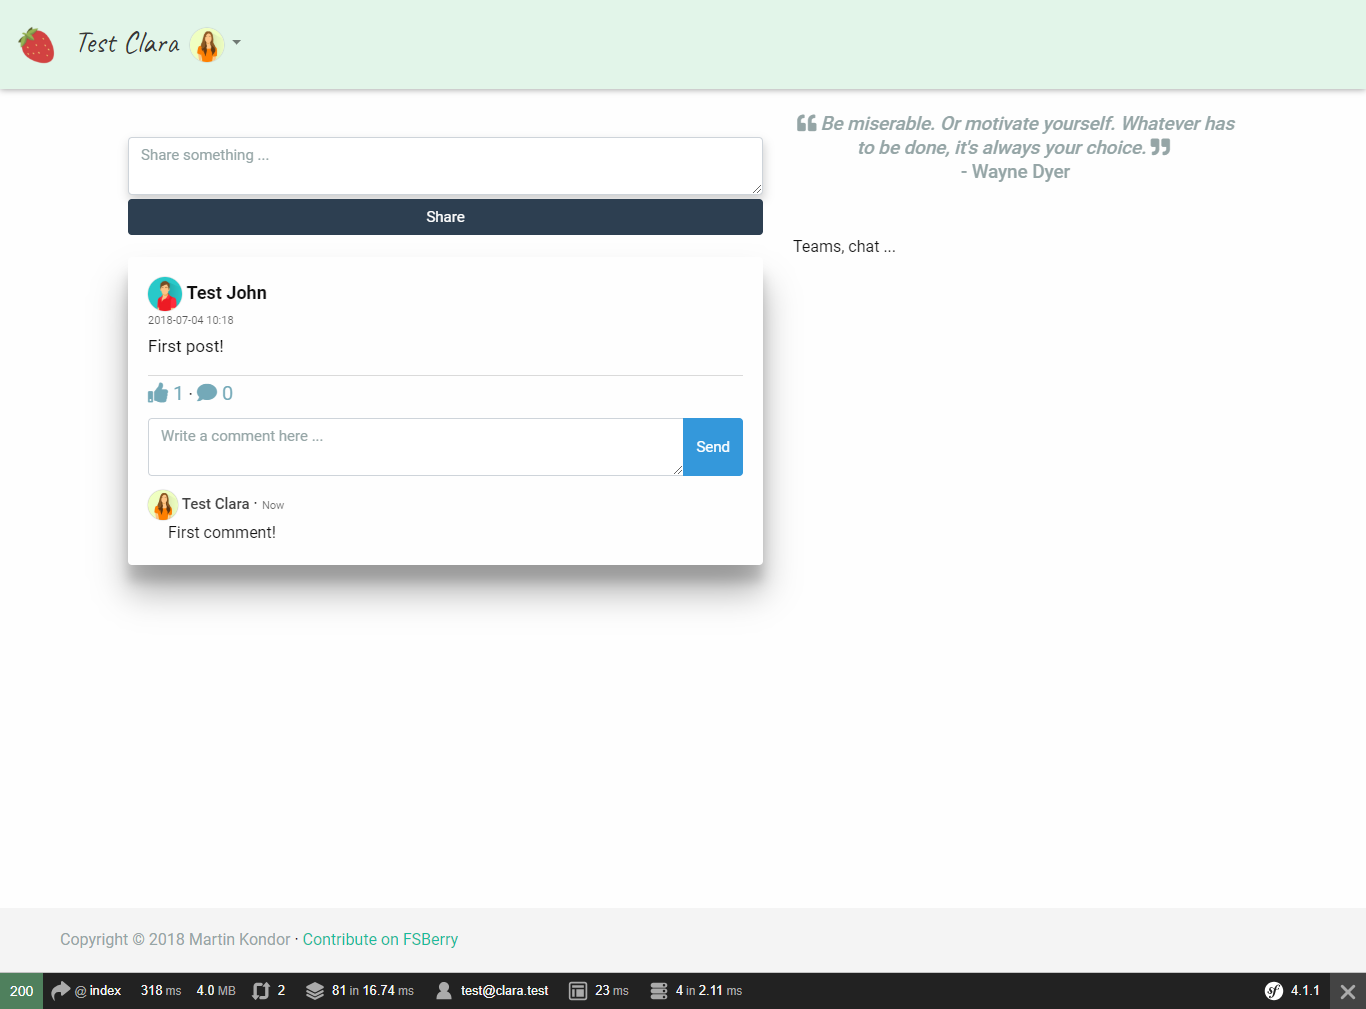 Test Clara
Share something ...
Share
Be miserable. Or motivate yourself. Whatever has
to be done, it's always your choice.
- Wayne Dyer
Teams, chat ...
Test John
2018-07-04 10:18
First post!
1 · 0
Write a comment here ...
Send
Test Clara · Now
First comment!
Copyright © 2018 Martin Kondor · Contribute on FSBerry
200 @ index 318 ms 4.0 MB 2 81 in 16.74 ms test@clara.test 23 ms 4 in 2.11 ms sf 4.1.1